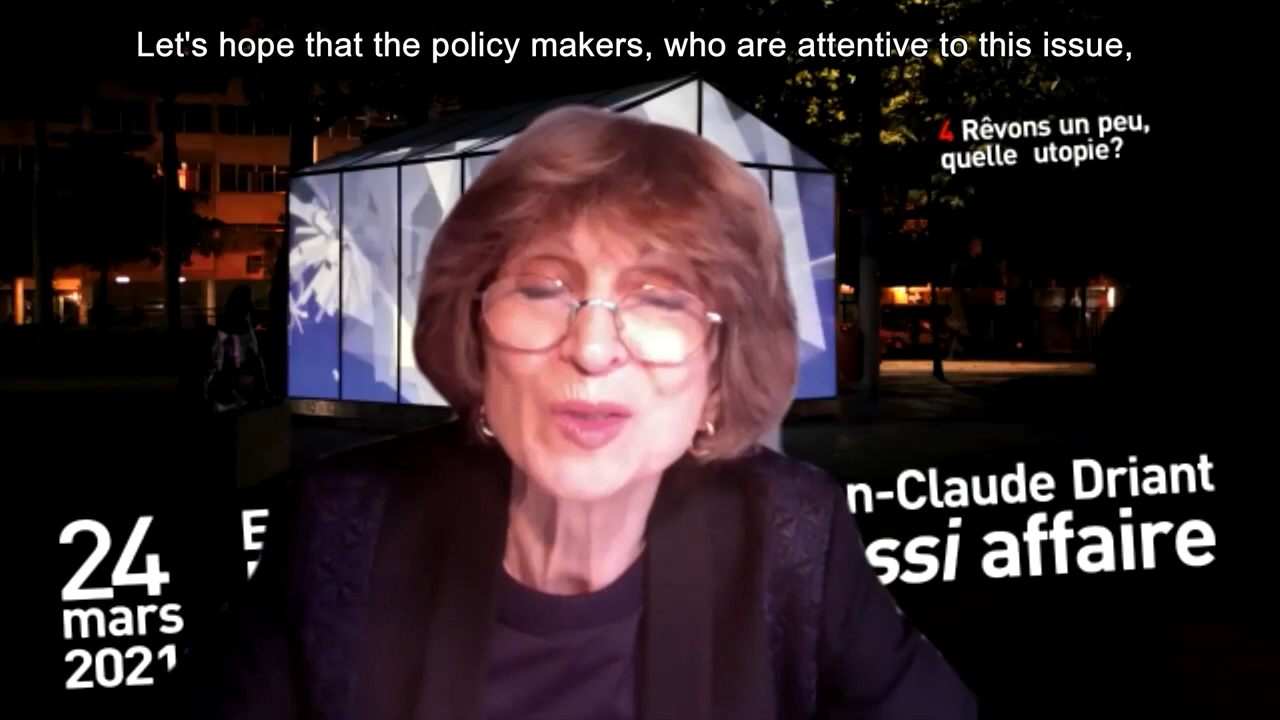 Let's hope that the policy makers, who are attentive to this issue,
4 Rêvons un peu,
quelle utopie?
n-Claude Driant
ssi affaire
24
mars
2021
E